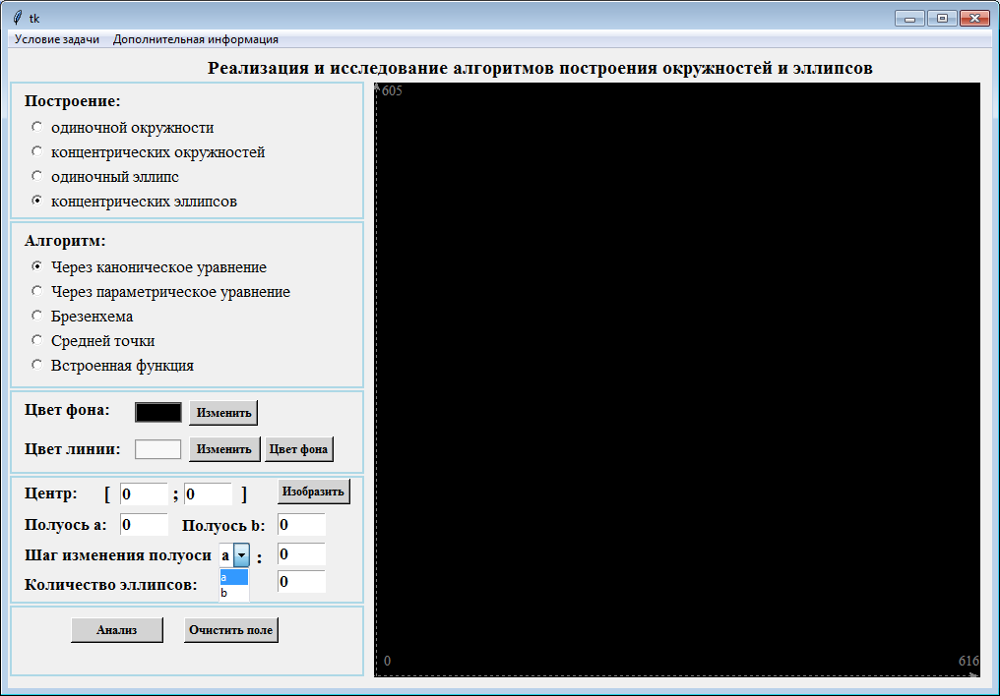 tk
Условие задачи Дополнительная информация
Реализация и исследование алгоритмов построения окружностей и эллипсов
Построение:
одиночной окружности
концентрических окружностей
одиночный эллипс
концентрических эллипсов
Алгоритм:
Через каноническое уравнение
Через параметрическое уравнение
Брезенхема
Средней точки
Встроенная функция
Цвет фона: Изменить
Цвет линии: Изменить Цвет фона
Центр: [ 0 ; 0 ] Изобразить
Полуось a: 0 Полуось b: 0
Шаг изменения полуоси a : 0
a
b
Количество эллипсов: 0
Анализ Очистить поле
605
0 616